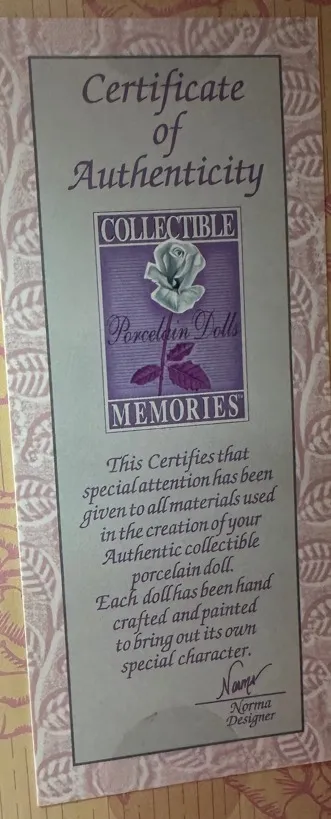 Certificate
of
Authenticity
COLLECTIBLE
Porcelain Dolls
MEMORIES™
This Certifies that
special attention has been
given to all materials used
in the creation of your
Authentic collectible
porcelain doll.
Each doll has been hand
crafted and painted
to bring out its own
special character.
Norma
Norma
Designer